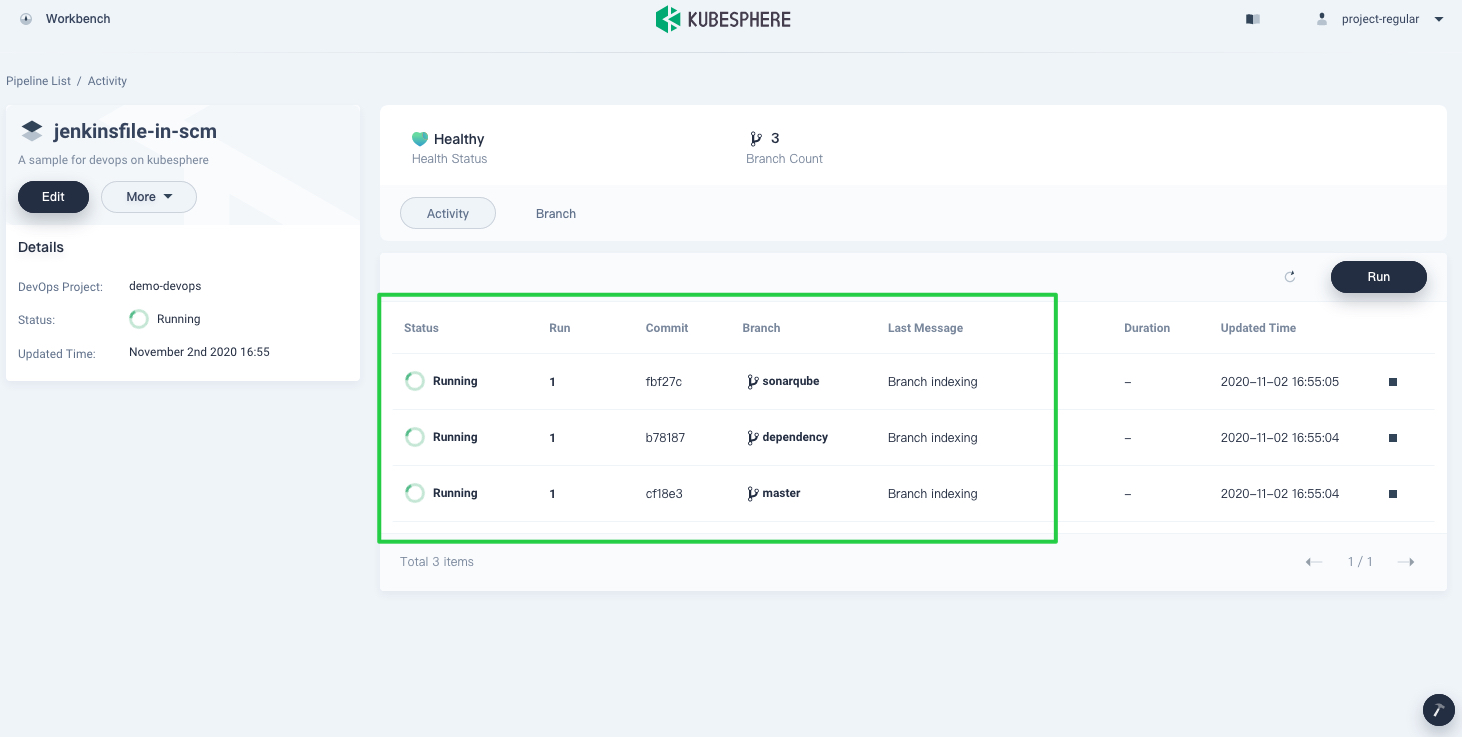 Workbench
KUBESPHERE
project-regular
Pipeline List / Activity
jenkinsfile-in-scm
A sample for devops on kubesphere
Edit
More
Details
DevOps Project: demo-devops
Status: Running
Updated Time: November 2nd 2020 16:55
Healthy
Health Status
3
Branch Count
Activity
Branch
Run
Status Run Commit Branch Last Message Duration Updated Time
Running 1 fbf27c sonarqube Branch indexing – 2020–11–02 16:55:05
Running 1 b78187 dependency Branch indexing – 2020–11–02 16:55:04
Running 1 cf18e3 master Branch indexing – 2020–11–02 16:55:04
Total 3 items
1 / 1